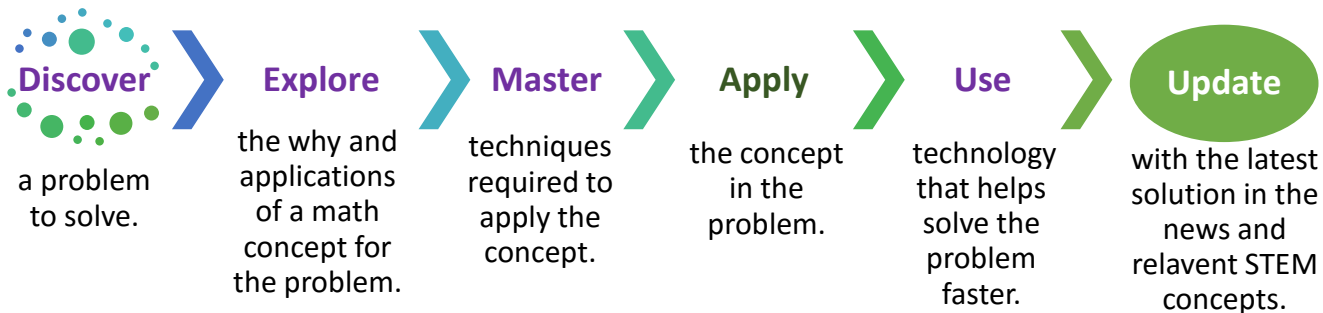 Discover
a problem
to solve.
Explore
the why and
applications
of a math
concept for
the problem.
Master
techniques
required to
apply the
concept.
Apply
the concept
in the
problem.
Use
technology
that helps
solve the
problem
faster.
Update
with the latest
solution in the
news and
relavent STEM
concepts.